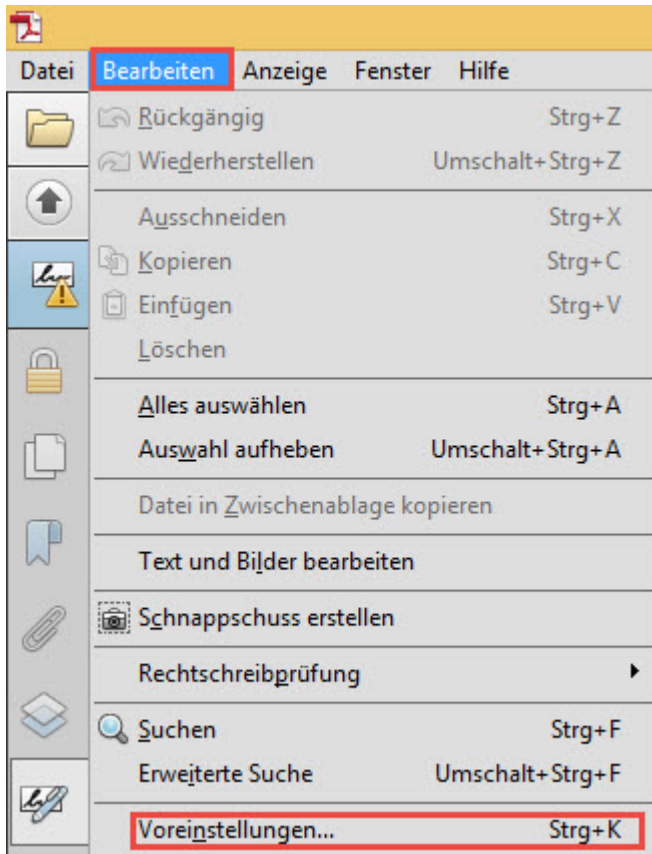 Datei Bearbeiten Anzeige Fenster Hilfe
Rückgängig Strg+Z
Wiederherstellen Umschalt+Strg+Z
Ausschneiden Strg+X
Kopieren Strg+C
Einfügen Strg+V
Löschen
Alles auswählen Strg+A
Auswahl aufheben Umschalt+Strg+A
Datei in Zwischenablage kopieren
Text und Bilder bearbeiten
Schnappschuss erstellen
Rechtschreibprüfung
Suchen Strg+F
Erweiterte Suche Umschalt+Strg+F
Voreinstellungen... Strg+K